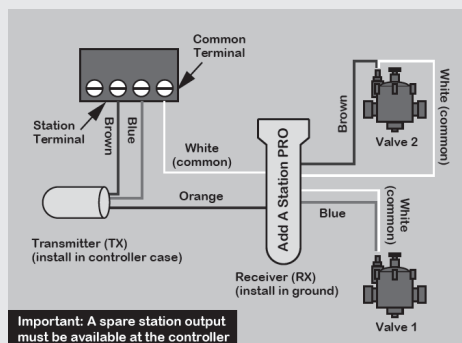 Common
Terminal
Station
Terminal
Brown
Blue
White
(common)
Orange
Transmitter (TX)
(install in controller case)
Add A Station PRO
Receiver (RX)
(install in ground)
Brown
White (common)
Valve 2
White
(common)
Blue
Valve 1
Important: A spare station output
must be available at the controller